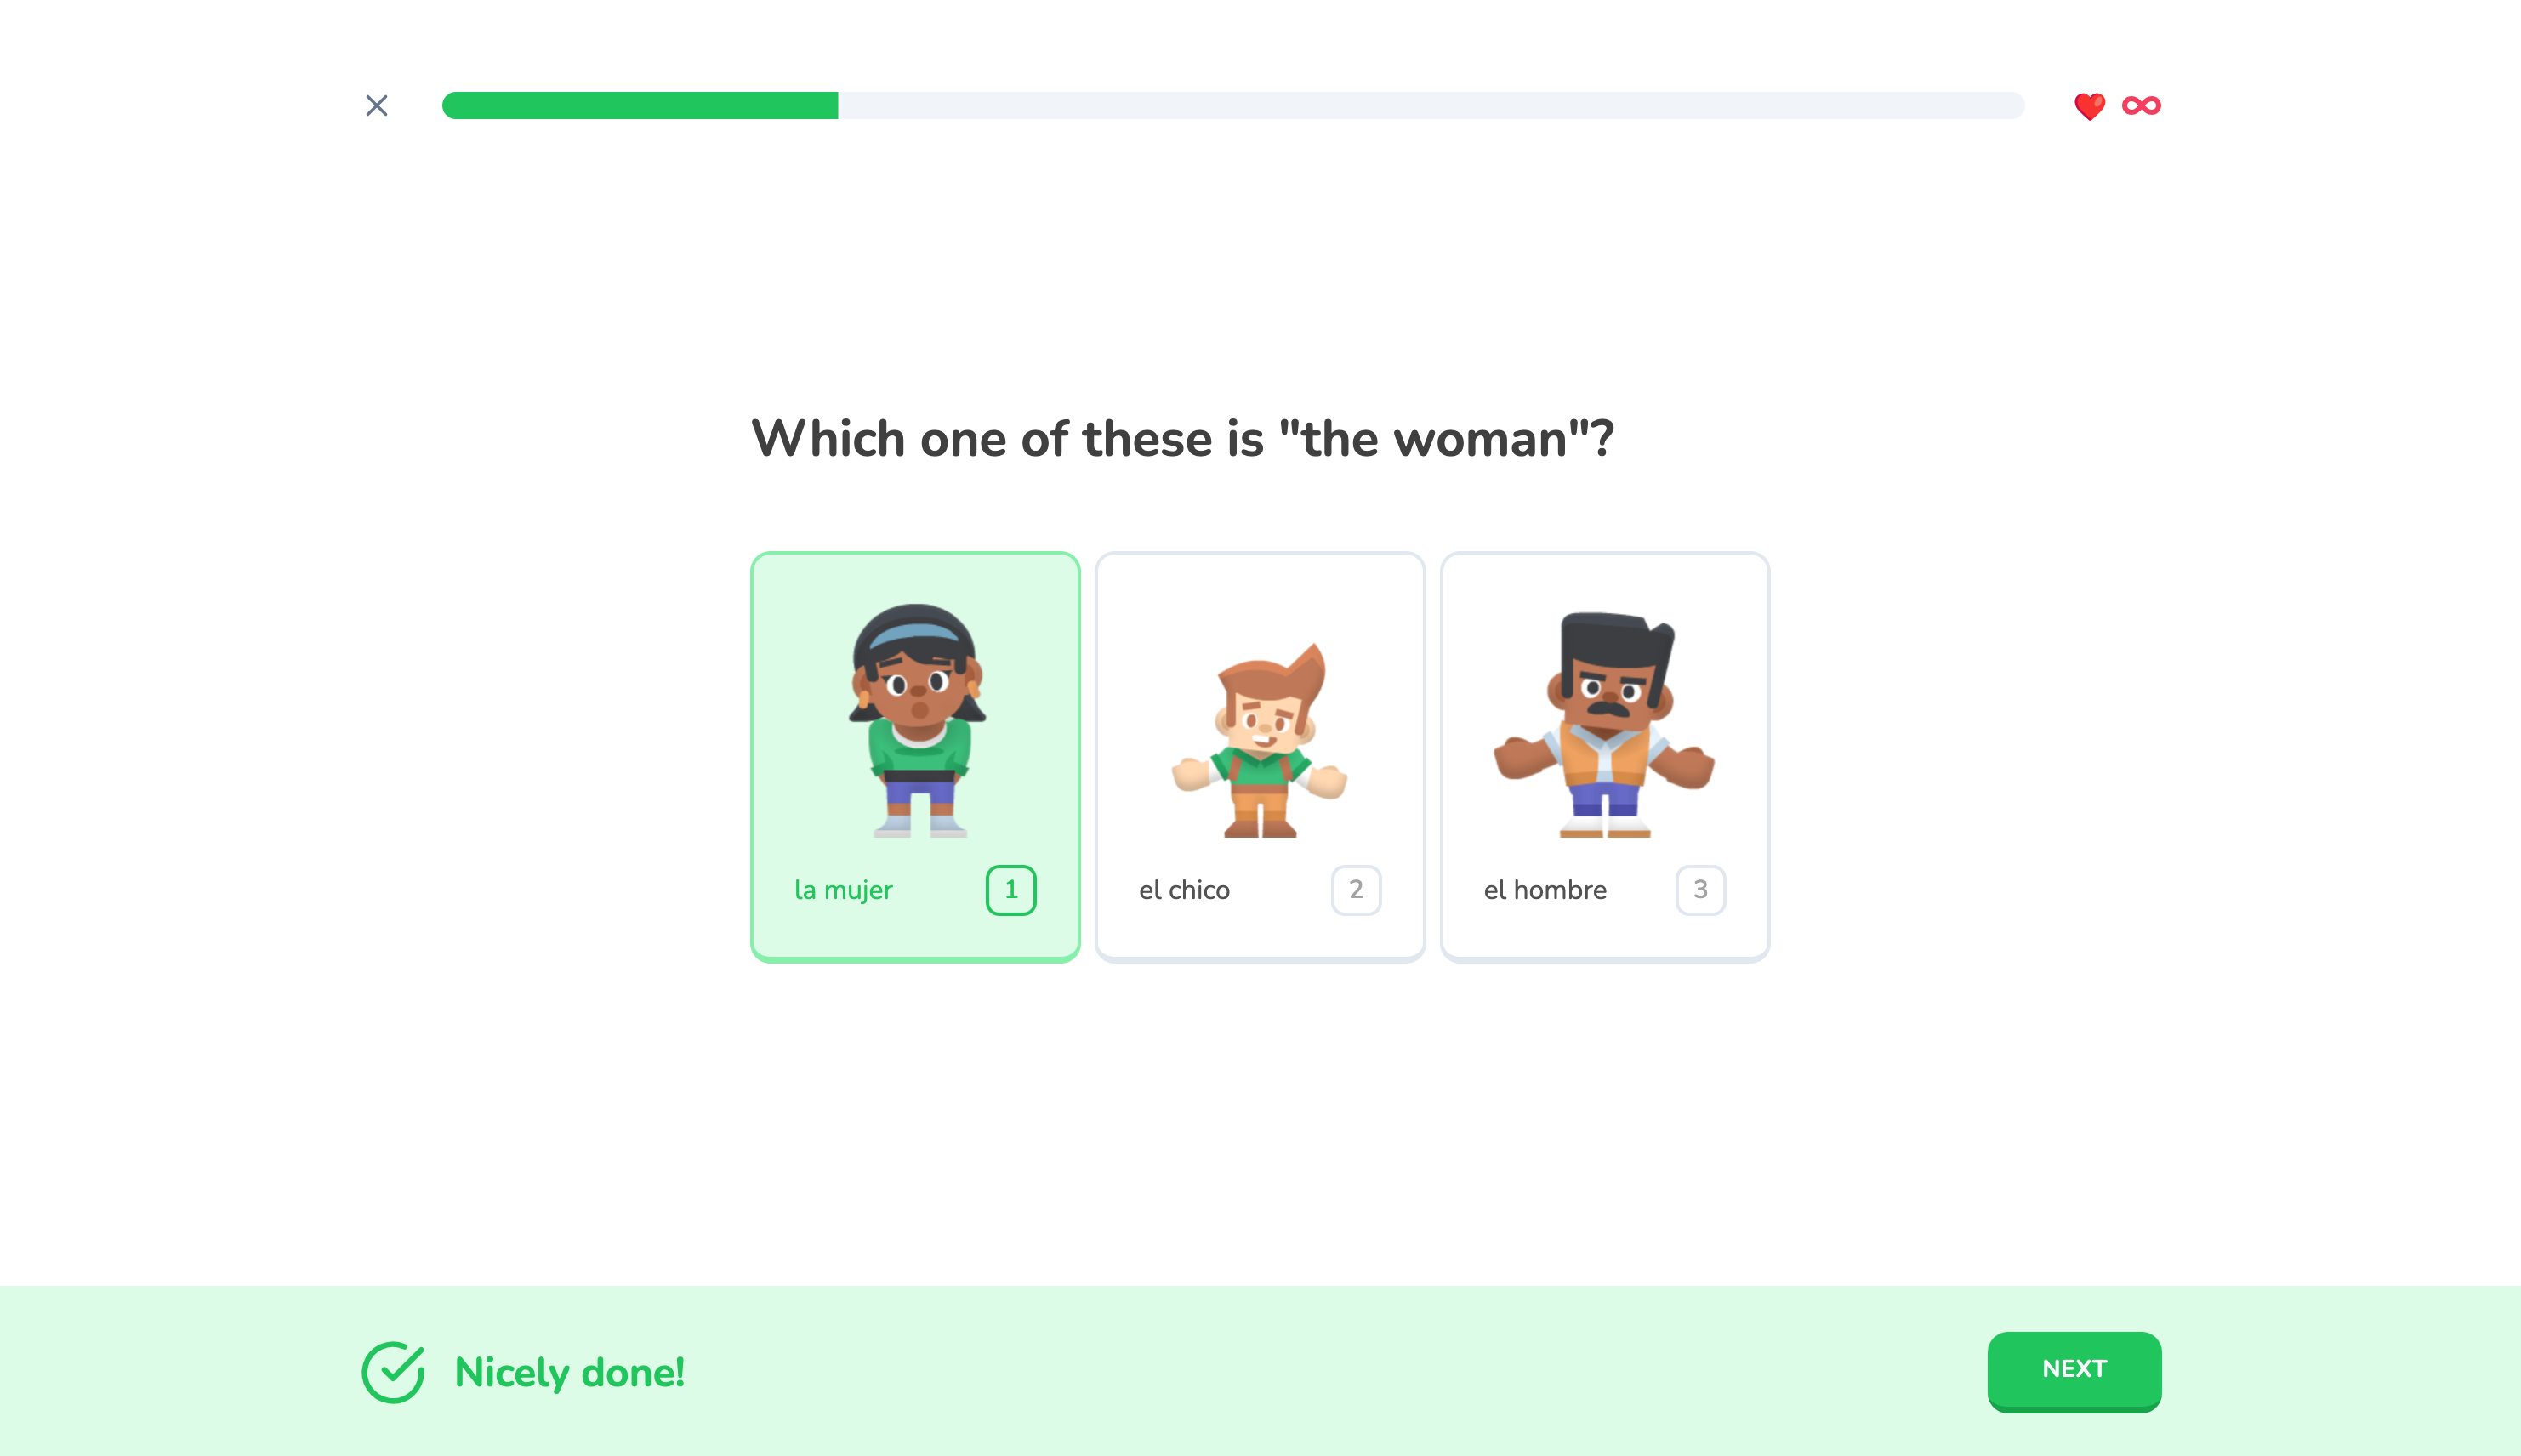 Which one of these is "the woman"?
la mujer 1
el chico 2
el hombre 3
Nicely done!
NEXT